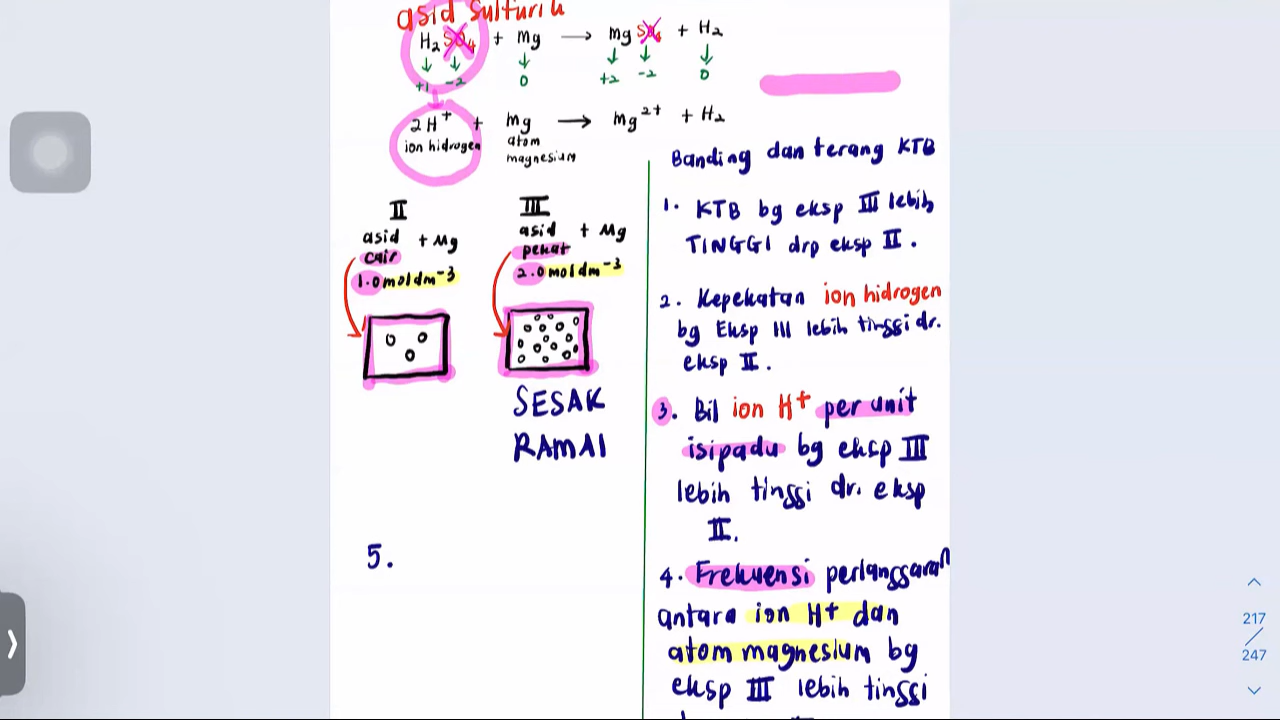 asid sulfurik
H₂SO₄ + Mg → MgSO₄ + H₂
+1 -2 0 +2 -2 0
2H⁺ + Mg → Mg²⁺ + H₂
ion hidrogen atom
magnesium
II
asid + Mg
cair
1.0 moldm⁻³
III
asid + Mg
pekat
2.0 moldm⁻³
SESAK
RAMAI
5.
Banding dan terang KTB
1. KTB bg eksp III lebih
TINGGI drp eksp II.
2. Kepekatan ion hidrogen
bg Eksp III lebih tinggi dr.
eksp II.
3. Bil ion H⁺ per unit
isipadu bg eksp III
lebih tinggi dr. eksp
II.
4. Frekuensi perlanggaran
antara ion H+ dan
atom magnesium bg
eksp III lebih tinggi
217
247